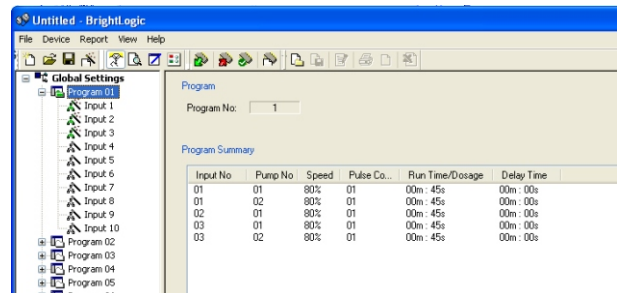 Untitled - BrightLogic
File Device Report View Help
Global Settings
Program 01
Input 1
Input 2
Input 3
Input 4
Input 5
Input 6
Input 7
Input 8
Input 9
Input 10
Program 02
Program 03
Program 04
Program 05
Program
Program No: 1
Program Summary
Input No Pump No Speed Pulse Co... Run Time/Dosage Delay Time
01 01 80% 01 00m : 45s 00m : 00s
01 02 80% 01 00m : 45s 00m : 00s
02 01 80% 01 00m : 45s 00m : 00s
03 01 80% 01 00m : 45s 00m : 00s
03 02 80% 01 00m : 45s 00m : 00s